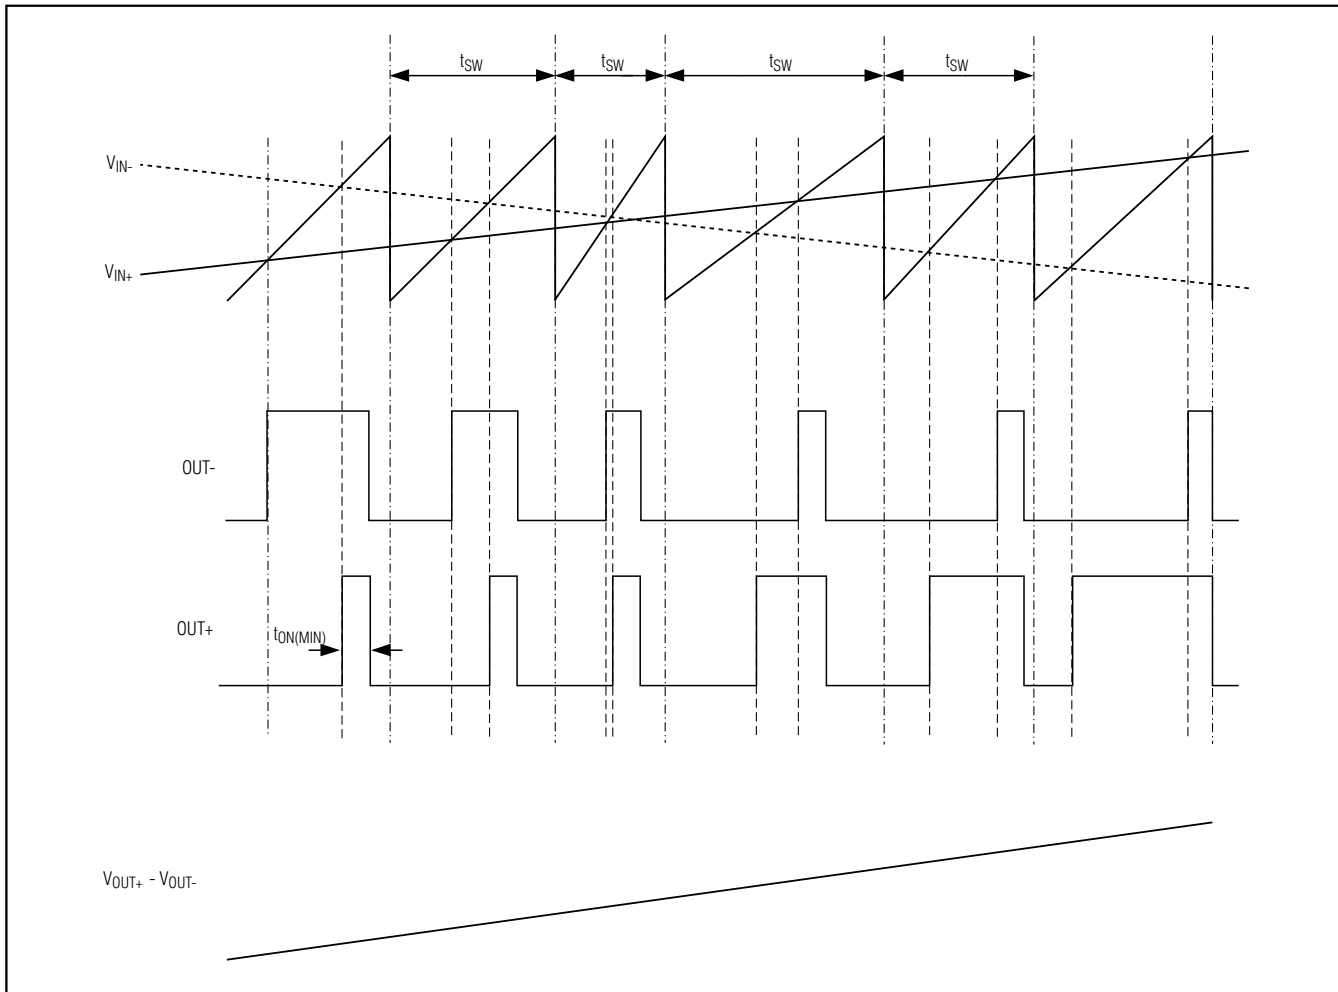 tSW tSW tSW tSW
VIN-
VIN+
OUT-
OUT+
tON(MIN)
VOUT+ - VOUT-